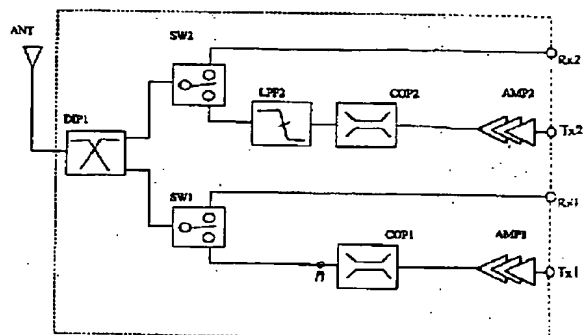 ANT
SW2
Rx2
LPF2
COP2
AMP2
DIP1
Tx2
SW1
Rx1
COP1
AMP1
Tx1